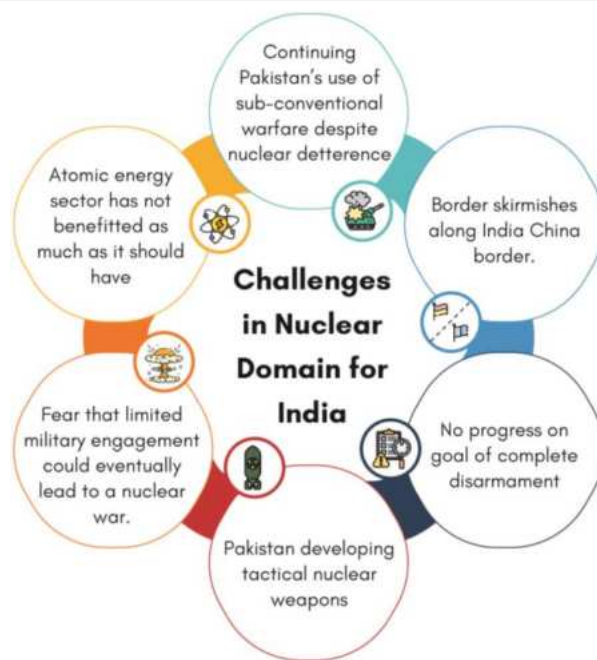 Challenges
in Nuclear
Domain for
India
Continuing
Pakistan's use of
sub-conventional
warfare despite
nuclear detterence
Border skirmishes
along India China
border.
No progress on
goal of complete
disarmament
Pakistan developing
tactical nuclear
weapons
Fear that limited
military engagement
could eventually
lead to a nuclear
war.
Atomic energy
sector has not
benefitted as
much as it should
have